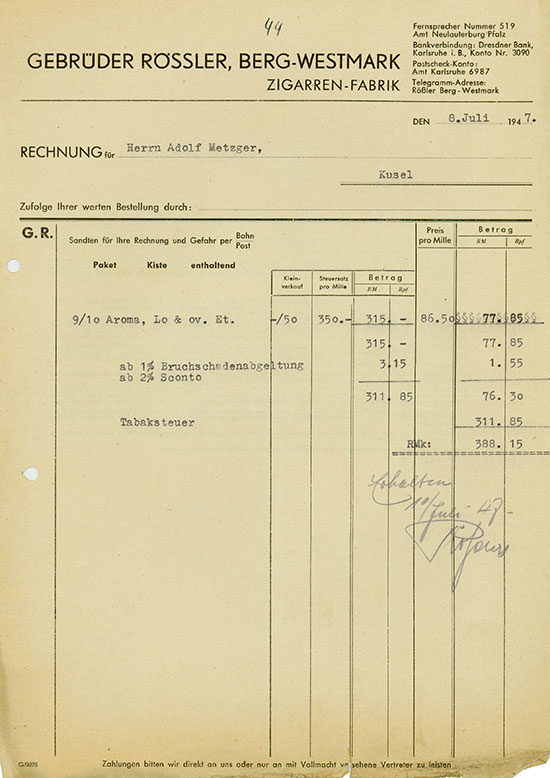 44
Fernsprecher Nummer 519
Amt Neulauterburg/Pfalz
Bankverbindung: Dresdner Bank,
Karlsruhe i.B., Konto Nr. 3090
Postscheck-Konto:
Amt Karlsruhe 6987
Telegramm-Adresse:
Rößler Berg-Westmark
GEBRÜDER RÖSSLER, BERG-WESTMARK
ZIGARREN-FABRIK
DEN 8.Juli 1947.
RECHNUNG für Herrn Adolf Metzger,
Kusel
Zufolge Ihrer werten Bestellung durch:
G.R.
Sandten für Ihre Rechnung und Gefahr per Bahn
Post
Paket Kiste enthaltend
Preis
pro Mille
Betrag
RM Rpf
Klein-
verkauf
Steuersatz
pro Mille
Betrag
RM Rpf
9/10 Aroma, Lo & ov. Et. -/50 350.- 315. - 86.50 §§§§ 77. 85 §§
315. - 77. 85
ab 1% Bruchschadenabgeltung 3.15 1. 55
ab 2% Sconto
311. 85 76. 30
Tabaksteuer 311. 85
RMk: 388. 15
Erhalten
10/Juli 47-
G/0893
Zahlungen bitten wir direkt an uns oder nur an mit Vollmacht versehene Vertreter zu leisten